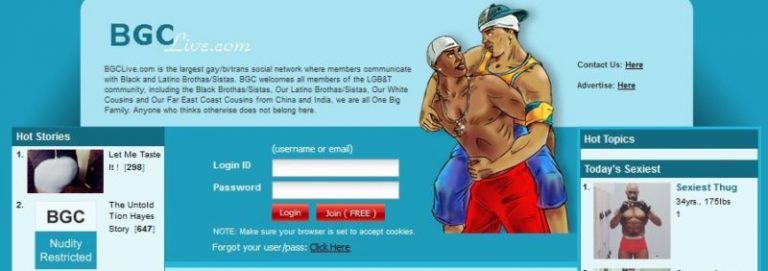 BGCLive.com
BGCLive.com is the largest gay/bi/trans social network where members communicate
with Black and Latino Brothas/Sistas. BGC welcomes all members of the LGB&T
community, including the Black Brothas/Sistas, Our Latino Brothas/Sistas, Our White
Cousins and Our Far East Coast Cousins from China and India, we are all One Big
Family. Anyone who thinks otherwise does not belong here.
Contact Us: Here
Advertise: Here
Hot Stories
1. Let Me Taste
It ! [298]
2. The Untold
Tion Hayes
Story [647]
BGC
Nudity
Restricted
(username or email)
Login ID
Password
Login Join ( FREE )
NOTE: Make sure your browser is set to accept cookies.
Forgot your user/pass: Click Here
Hot Topics
Today's Sexiest
1. Sexiest Thug
34yrs., 175lbs
1